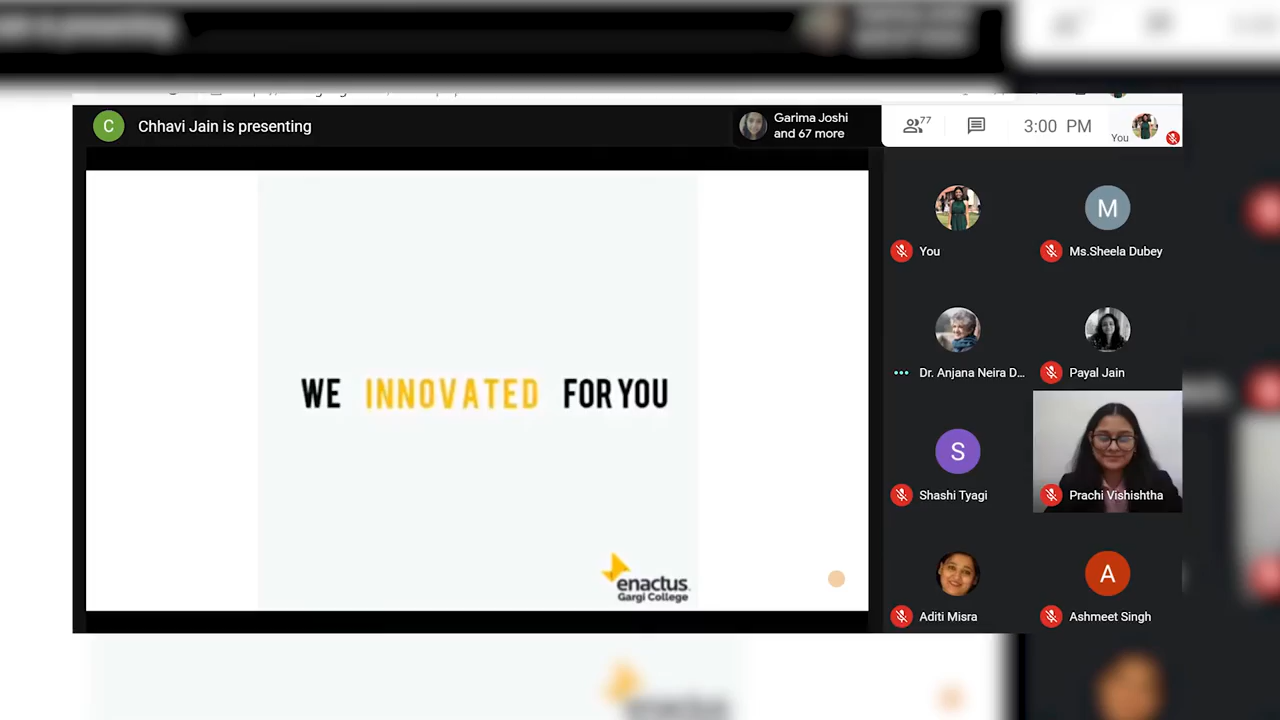 C Chhavi Jain is presenting
Garima Joshi
and 67 more
77
3:00 PM
You
You
M
Ms.Sheela Dubey
Dr. Anjana Neira D...
Payal Jain
WE INNOVATED FOR YOU
S
Shashi Tyagi
Prachi Vishishtha
enactus.
Gargi College
Aditi Misra
A
Ashmeet Singh